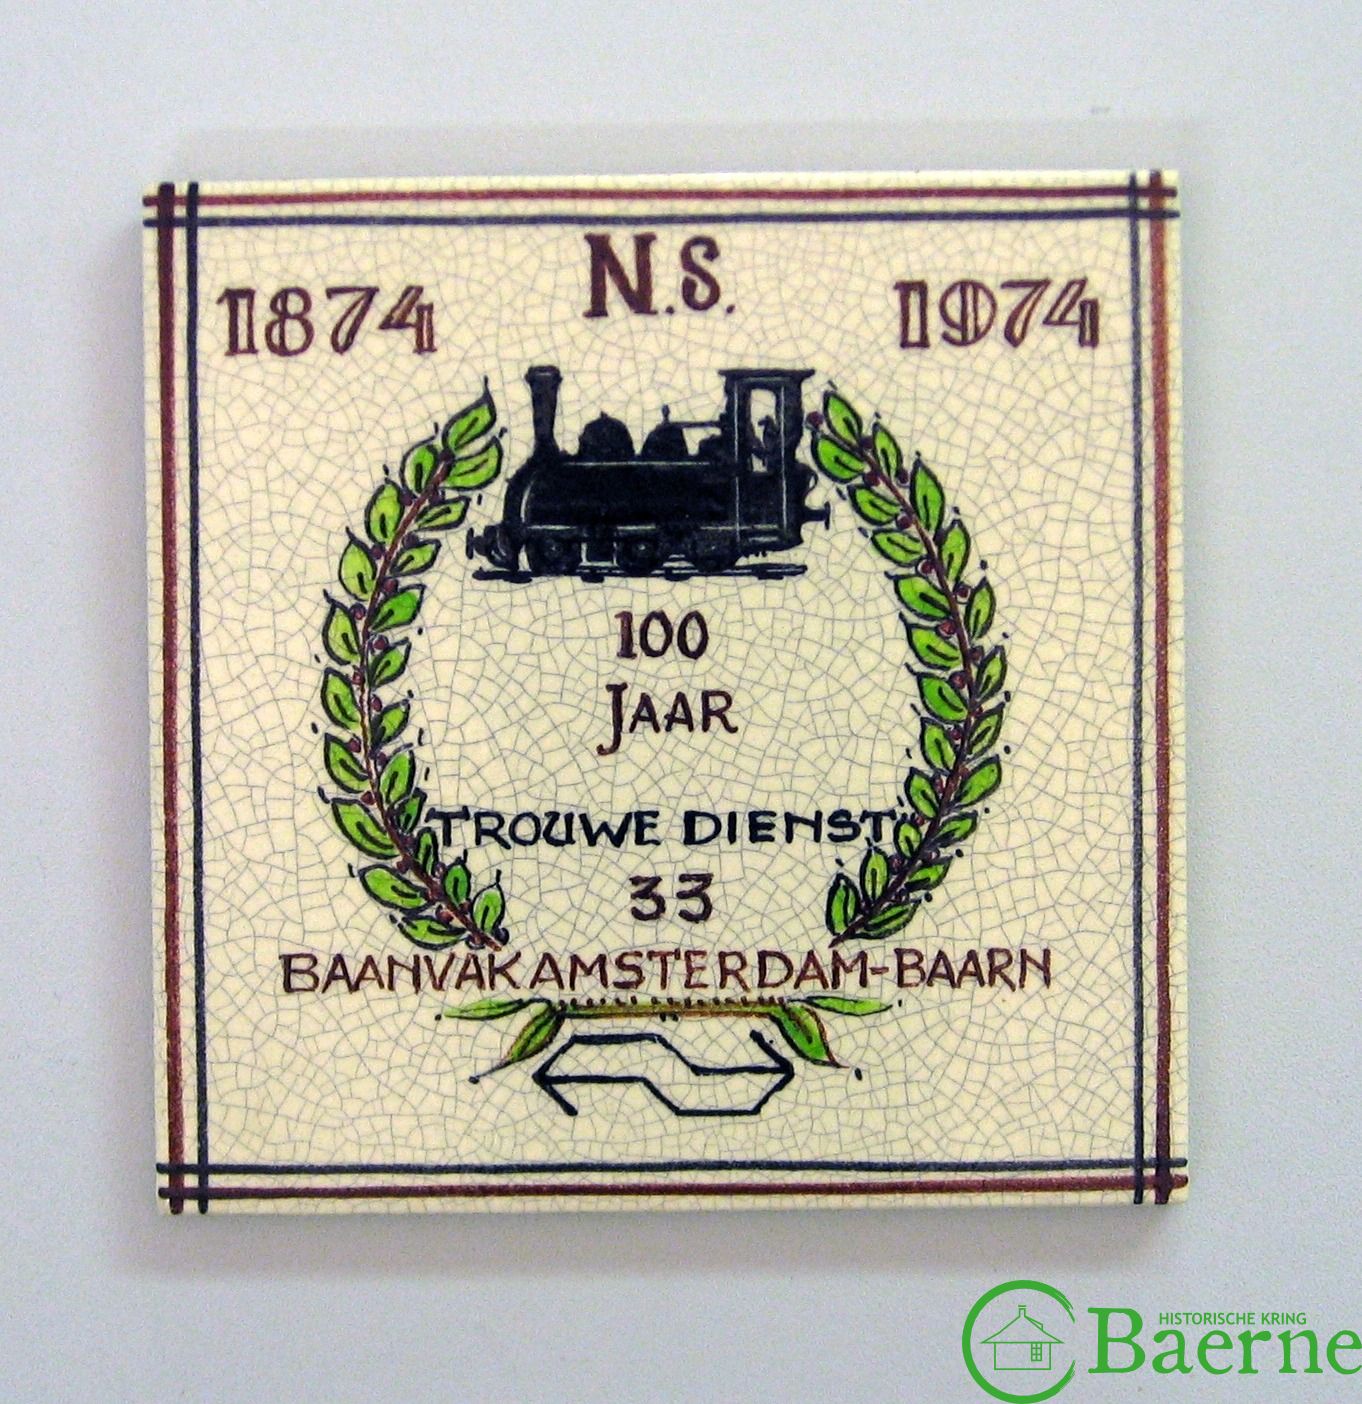 N.S.
1874 1974
100
JAAR
TROUWE DIENST
33
BAANVAK AMSTERDAM-BAARN
HISTORISCHE KRING
Baerne